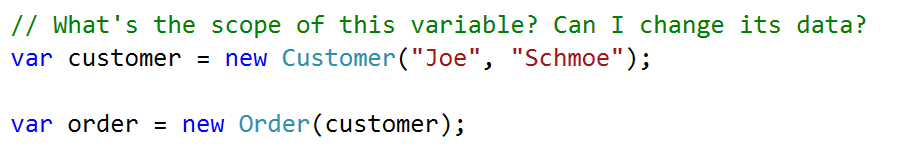 // What's the scope of this variable? Can I change its data?
var customer = new Customer("Joe", "Schmoe");
var order = new Order(customer);